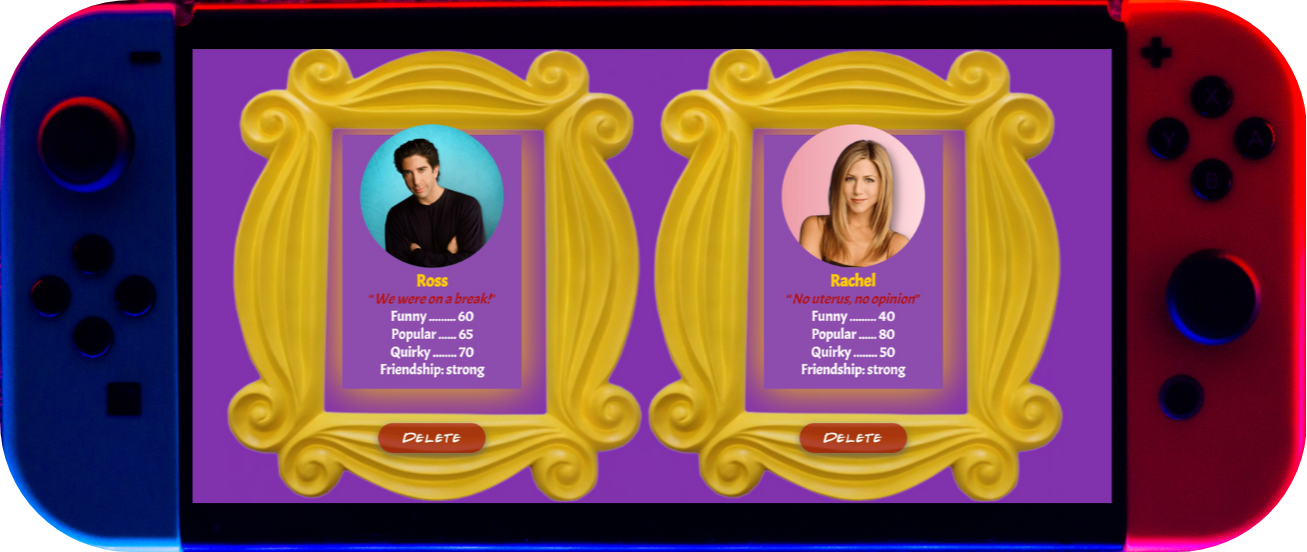 Ross
"We were on a break!"
Funny ......... 60
Popular ...... 65
Quirky ........ 70
Friendship: strong
DELETE
Rachel
"No uterus, no opinion"
Funny ......... 40
Popular ...... 80
Quirky ........ 50
Friendship: strong
DELETE
X
Y
A
B